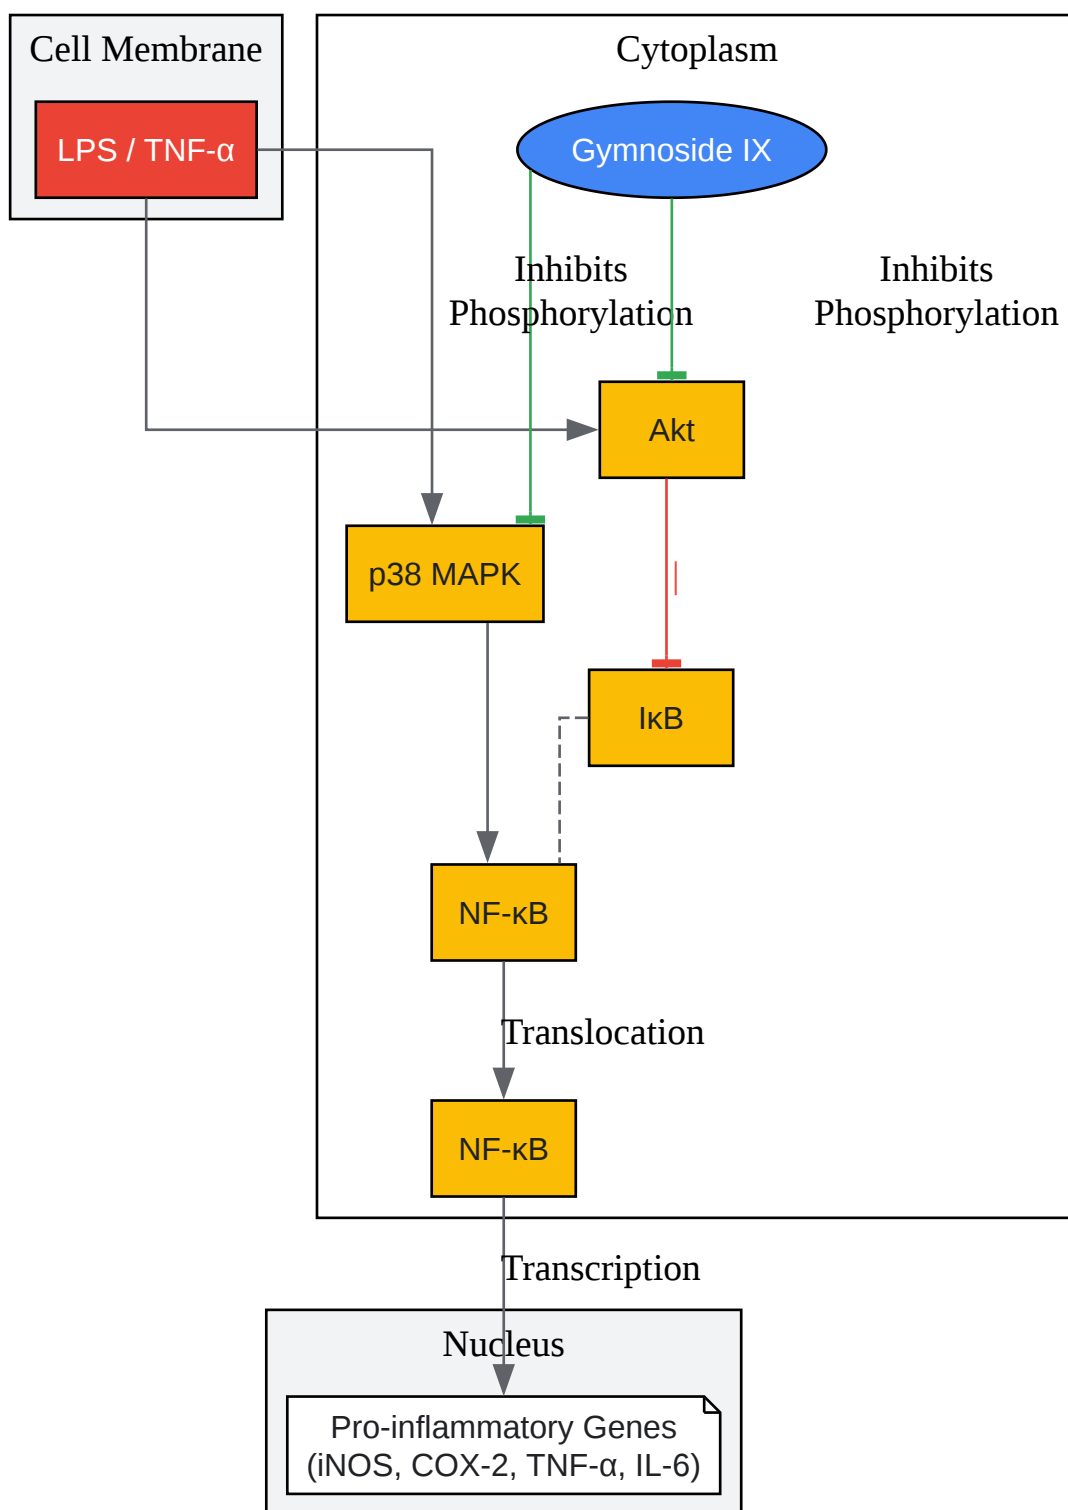 Cell Membrane
Cytoplasm
LPS / TNF-α
Gymnoside IX
Inhibits
Phosphorylation
Inhibits
Phosphorylation
Akt
p38 MAPK
IκB
NF-κB
Translocation
NF-κB
Transcription
Nucleus
Pro-inflammatory Genes
(iNOS, COX-2, TNF-α, IL-6)